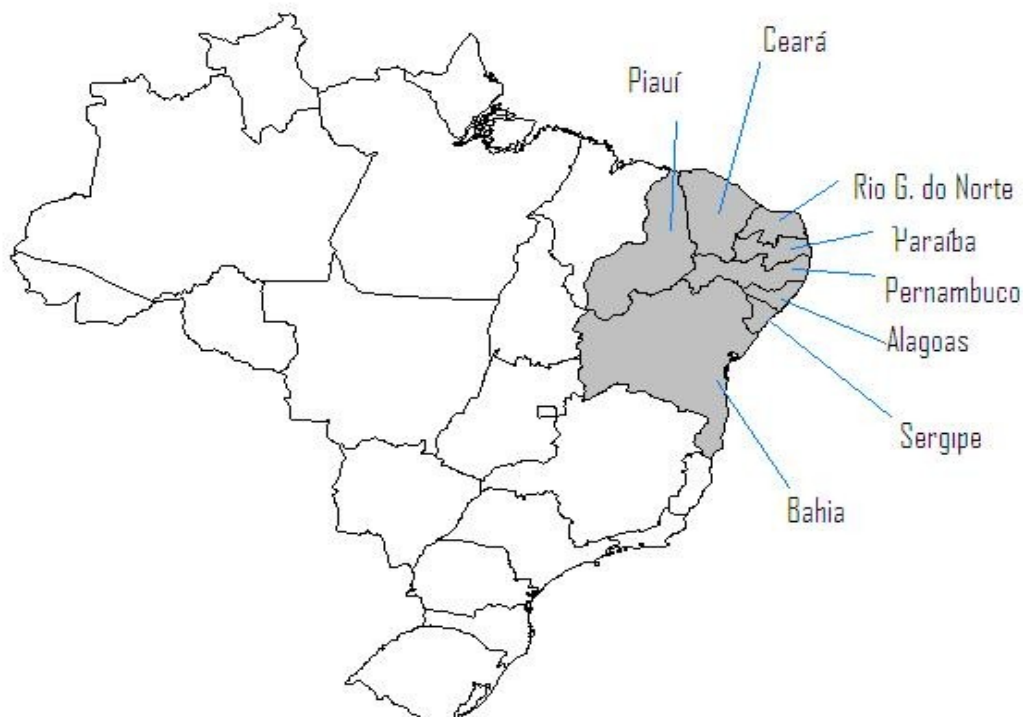 Ceará
Piauí
Rio G. do Norte
Paraíba
Pernambuco
Alagoas
Sergipe
Bahia